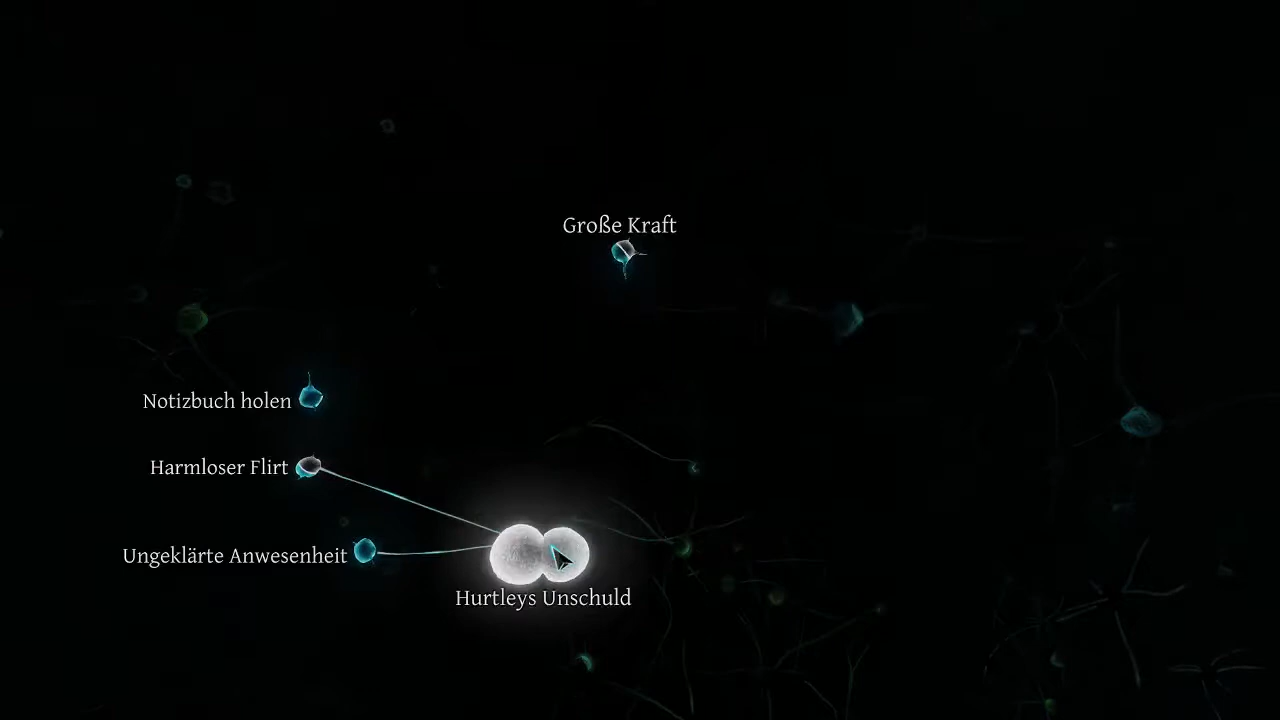 Große Kraft
Notizbuch holen
Harmloser Flirt
Ungeklärte Anwesenheit
Hurtleys Unschuld